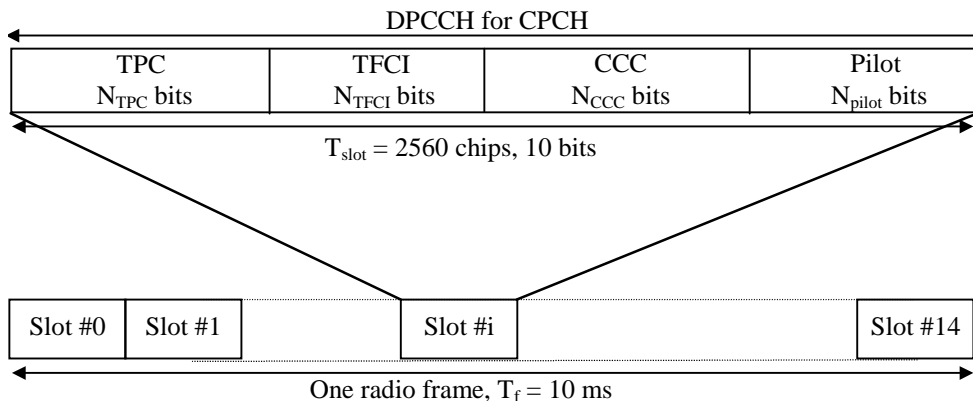 DPCCH for CPCH
TPC TFCI CCC Pilot
N_TPC bits N_TFCI bits N_CCC bits N_pilot bits
T_slot = 2560 chips, 10 bits
Slot #0 Slot #1 Slot #i Slot #14
One radio frame, T_f = 10 ms